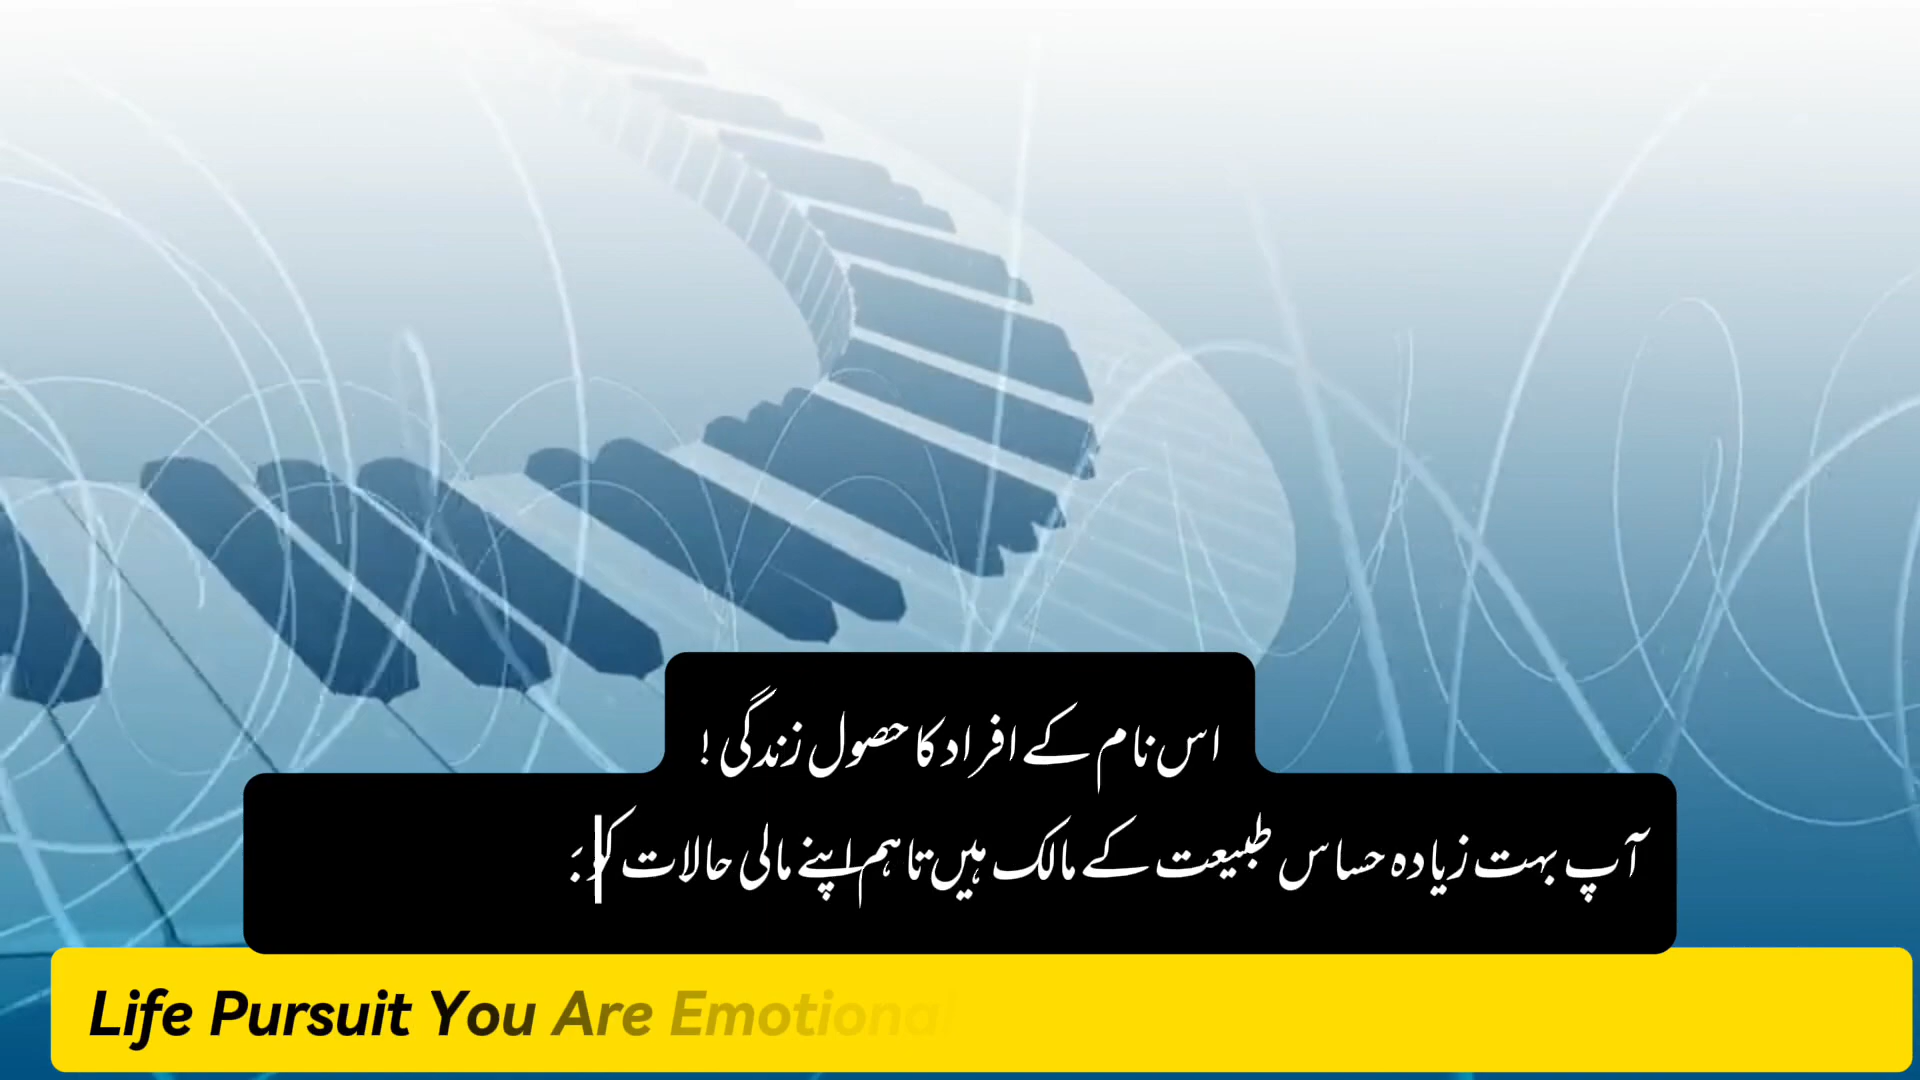 اس نام کے افراد کا حصول زندگی !
آپ بہت زیادہ حساس طبیعت کے مالک ہیں تاہم اپنے مالی حالات کو
Life Pursuit You Are Emotional